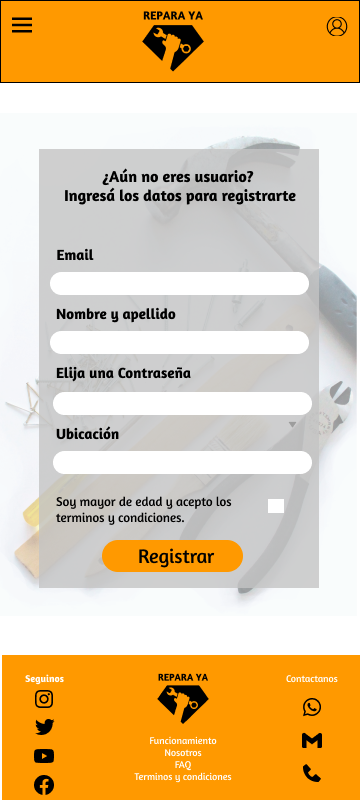 REPARA YA
¿Aún no eres usuario?
Ingresá los datos para registrarte
Email
Nombre y apellido
Elija una Contraseña
Ubicación
Soy mayor de edad y acepto los
terminos y condiciones.
Registrar
Seguinos
REPARA YA
Contactanos
Funcionamiento
Nosotros
FAQ
Terminos y condiciones